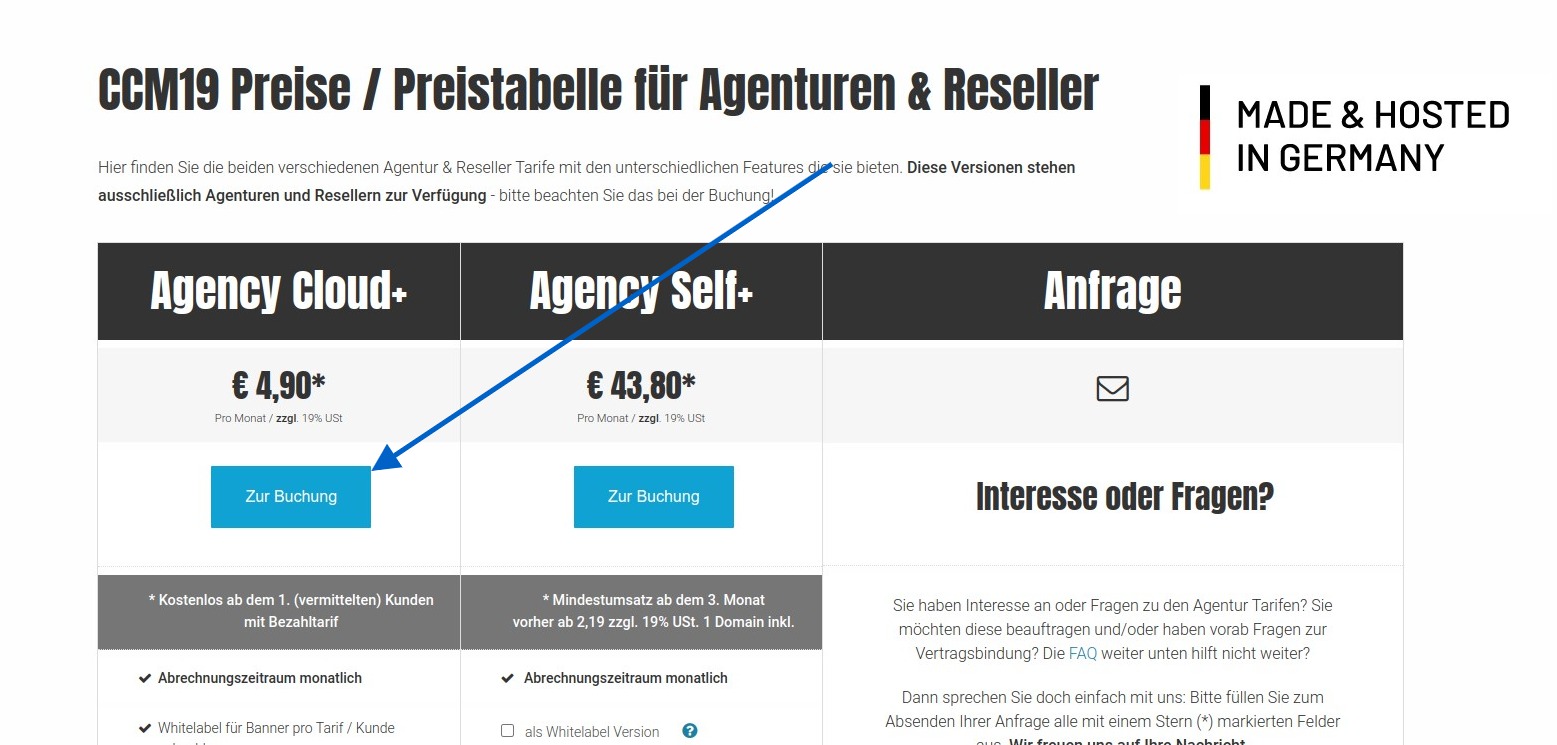 CCM19 Preise / Preistabelle für Agenturen & Reseller
MADE & HOSTED
IN GERMANY
Hier finden Sie die beiden verschiedenen Agentur & Reseller Tarife mit den unterschiedlichen Features die sie bieten. Diese Versionen stehen
ausschließlich Agenturen und Resellern zur Verfügung - bitte beachten Sie das bei der Buchung!
Agency Cloud+
€ 4,90*
Pro Monat / zzgl. 19% USt
Zur Buchung
* Kostenlos ab dem 1. (vermittelten) Kunden
mit Bezahltarif
Abrechnungszeitraum monatlich
Whitelabel für Banner pro Tarif / Kunde
Agency Self+
€ 43,80*
Pro Monat / zzgl. 19% USt
Zur Buchung
* Mindestumsatz ab dem 3. Monat
vorher ab 2,19 zzgl. 19% USt. 1 Domain inkl.
Abrechnungszeitraum monatlich
als Whitelabel Version ?
Anfrage
Interesse oder Fragen?
Sie haben Interesse an oder Fragen zu den Agentur Tarifen? Sie
möchten diese beauftragen und/oder haben vorab Fragen zur
Vertragsbindung? Die FAQ weiter unten hilft nicht weiter?
Dann sprechen Sie doch einfach mit uns: Bitte füllen Sie zum
Absenden Ihrer Anfrage alle mit einem Stern (*) markierten Felder
aus. Wir freuen uns auf Ihre Nachricht.